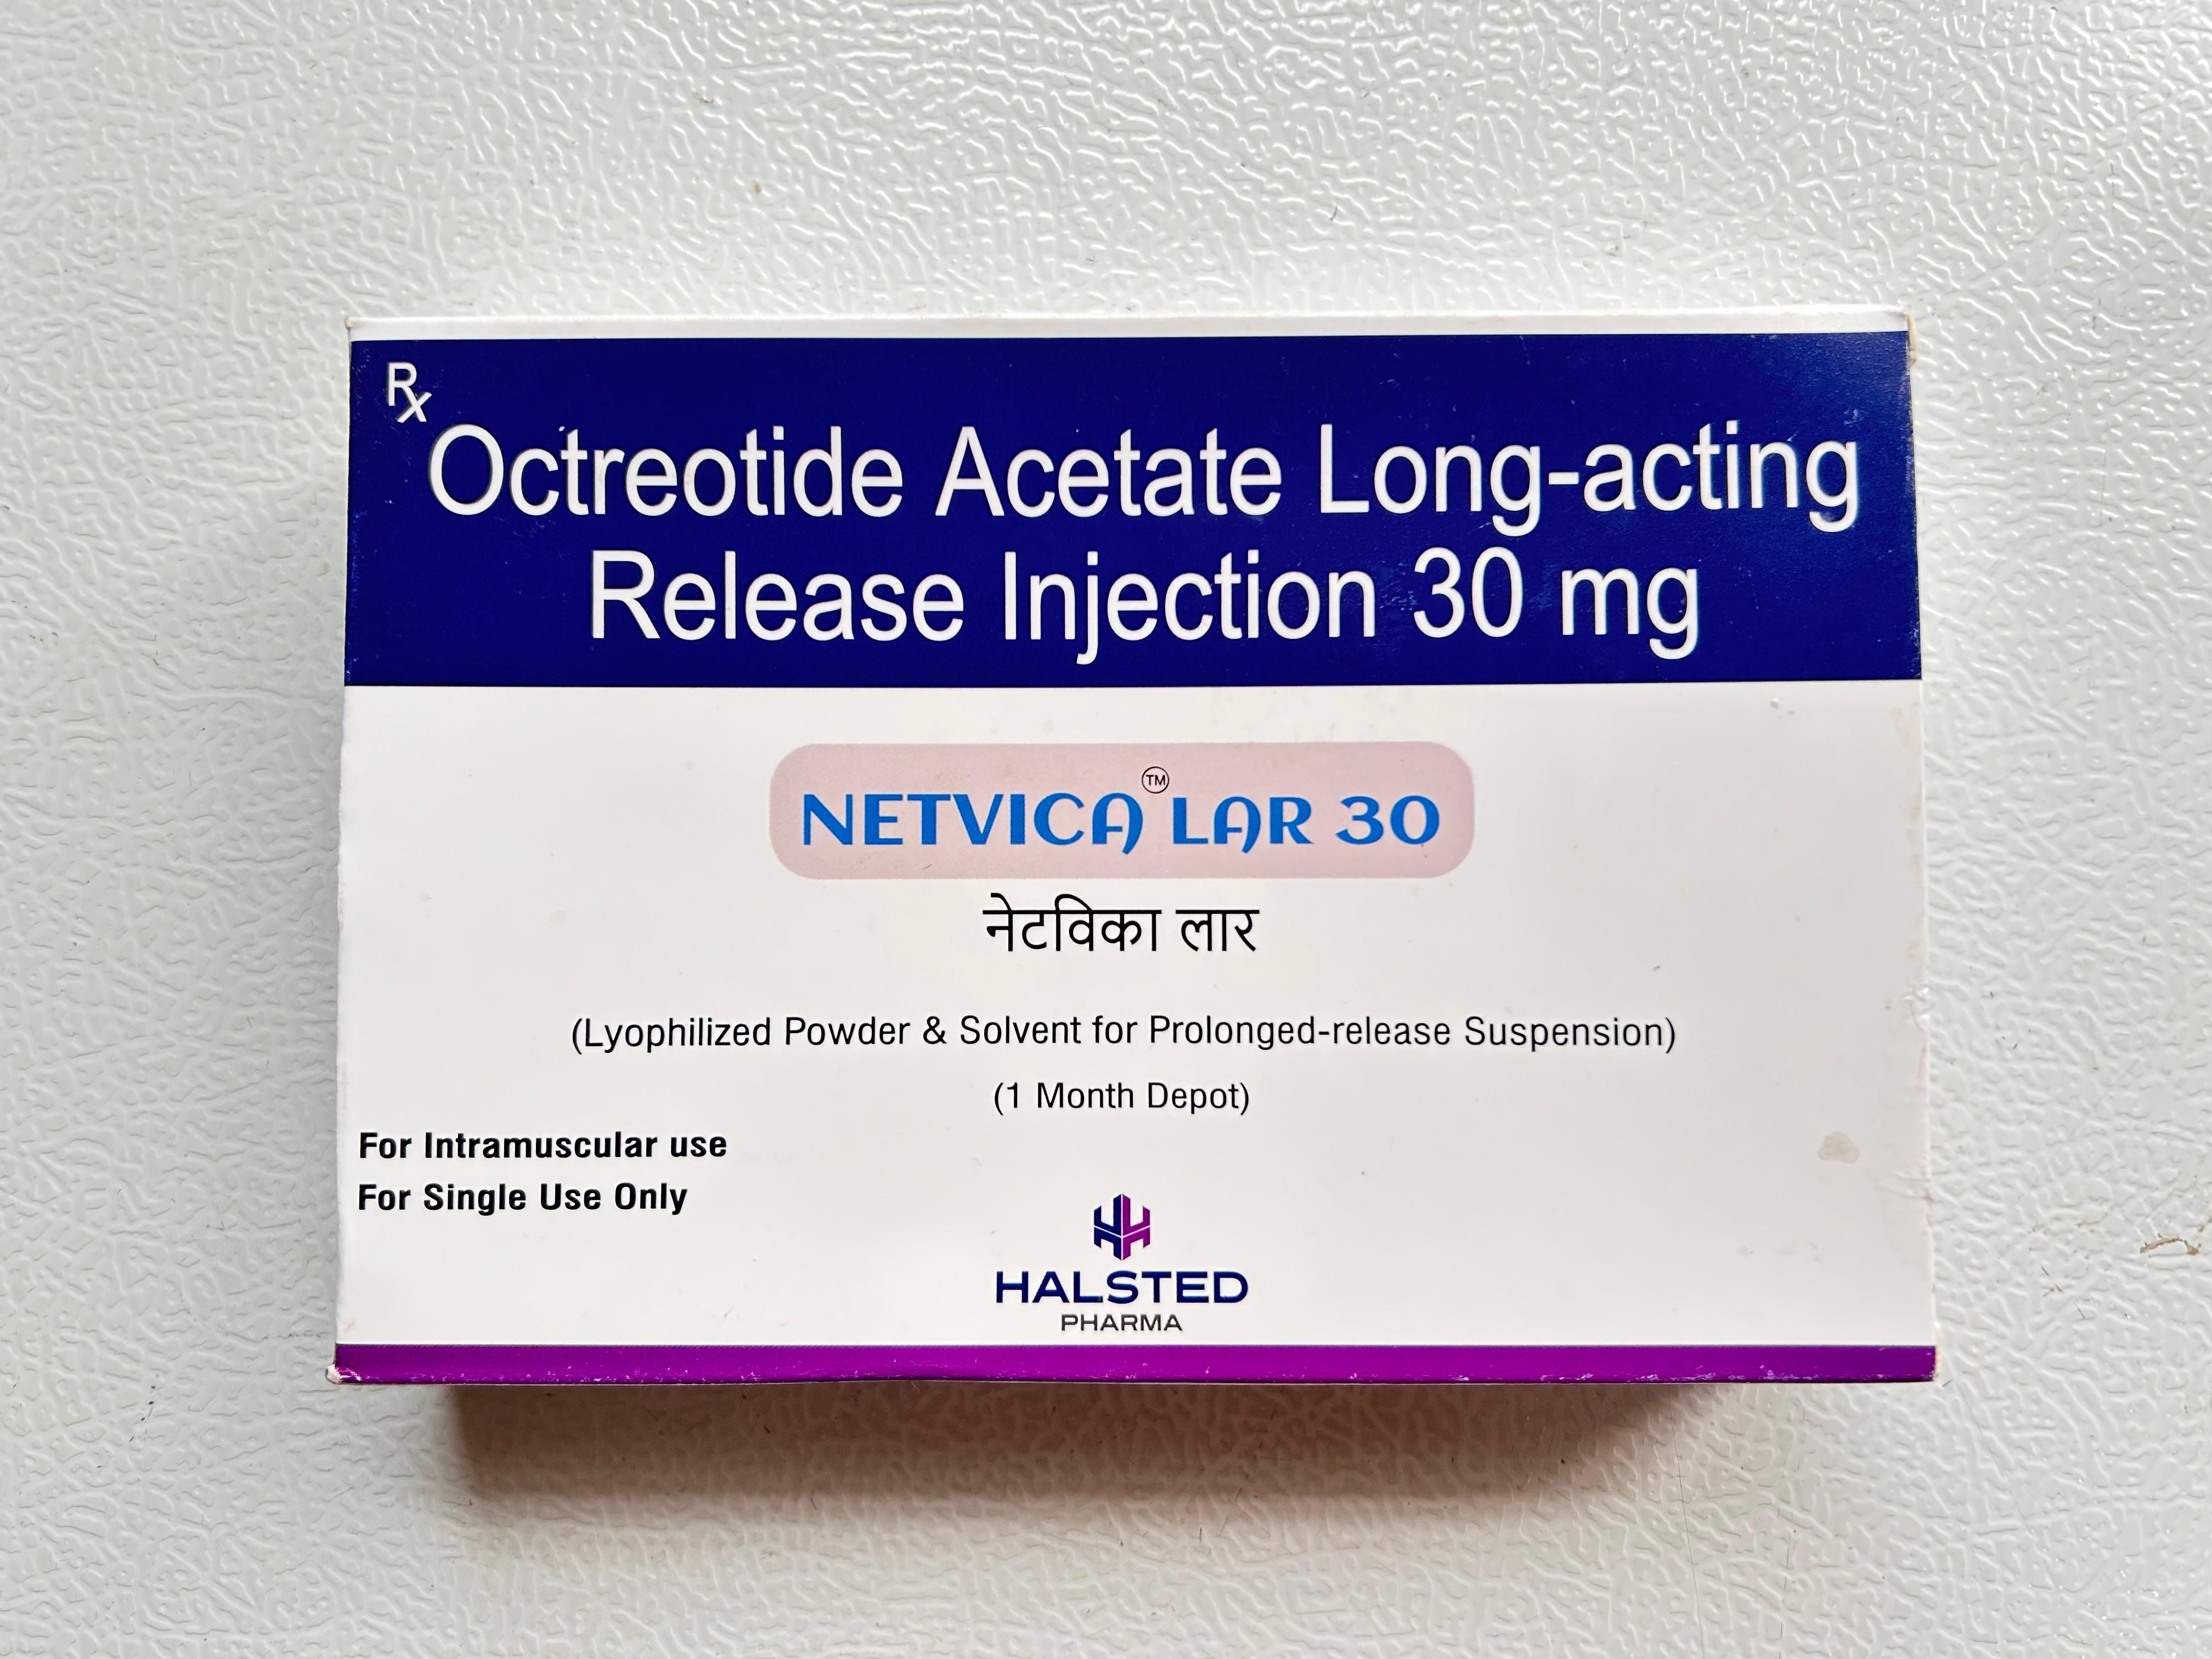 Rx
Octreotide Acetate Long-acting
Release Injection 30 mg
NETVICA™ LAR 30
नेटविका लार
(Lyophilized Powder & Solvent for Prolonged-release Suspension)
(1 Month Depot)
For Intramuscular use
For Single Use Only
HALSTED
PHARMA